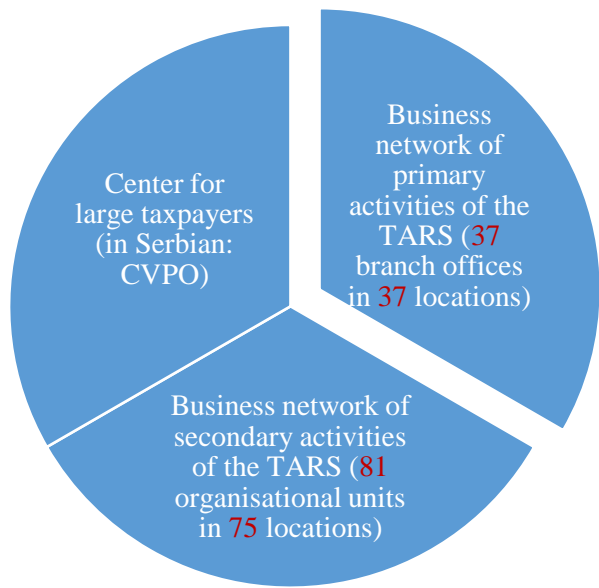 Business
network of
primary
activities of the
TARS (37
branch offices
in 37 locations)
Center for
large taxpayers
(in Serbian:
CVPO)
Business network of
secondary activities
of the TARS (81
organisational units
in 75 locations)